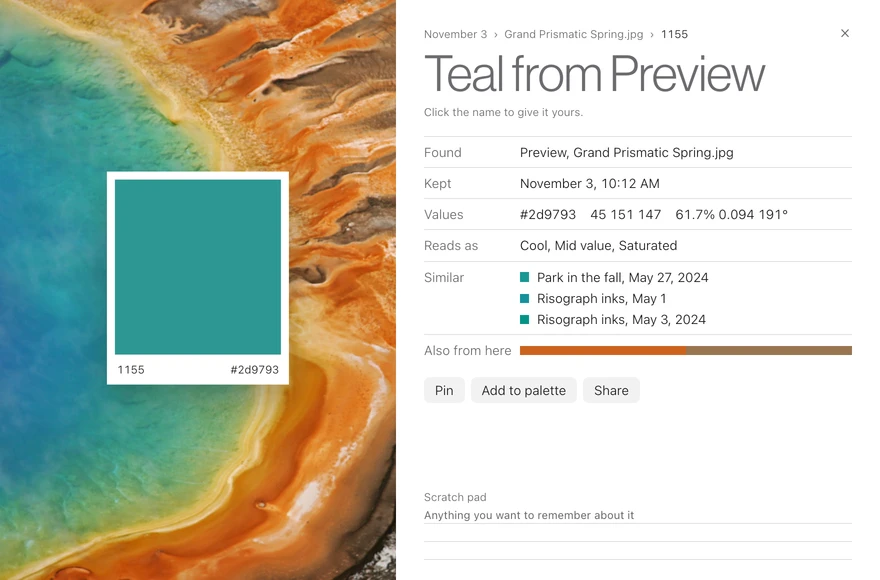 November 3 › Grand Prismatic Spring.jpg › 1155
×
Teal from Preview
Click the name to give it yours.
Found Preview, Grand Prismatic Spring.jpg
Kept November 3, 10:12 AM
Values #2d9793 45 151 147 61.7% 0.094 191°
Reads as Cool, Mid value, Saturated
Similar Park in the fall, May 27, 2024
Risograph inks, May 1
Risograph inks, May 3, 2024
Also from here
Pin Add to palette Share
1155 #2d9793
Scratch pad
Anything you want to remember about it